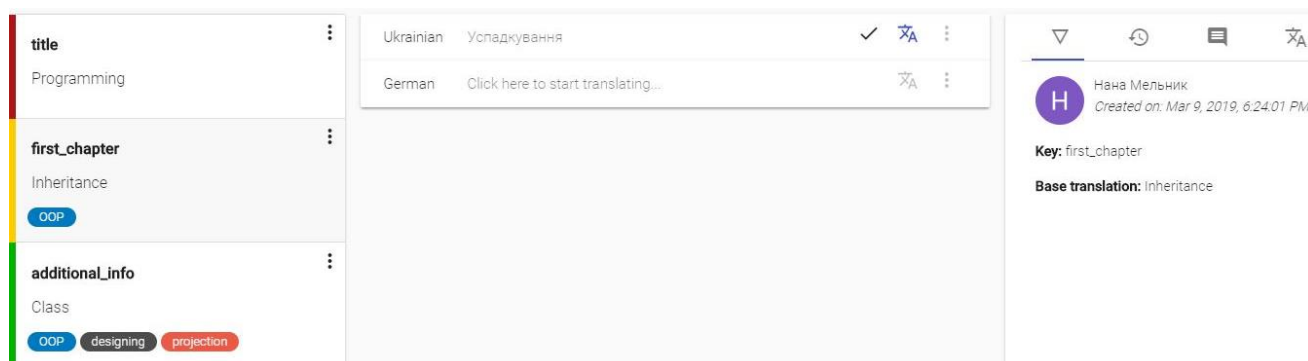 title
Programming
first_chapter
Inheritance
OOP
additional_info
Class
OOP designing projection
Ukrainian Успадкування
German Click here to start translating...
Нана Мельник
Created on: Mar 9, 2019, 6:24:01 PM
Key: first_chapter
Base translation: Inheritance
H